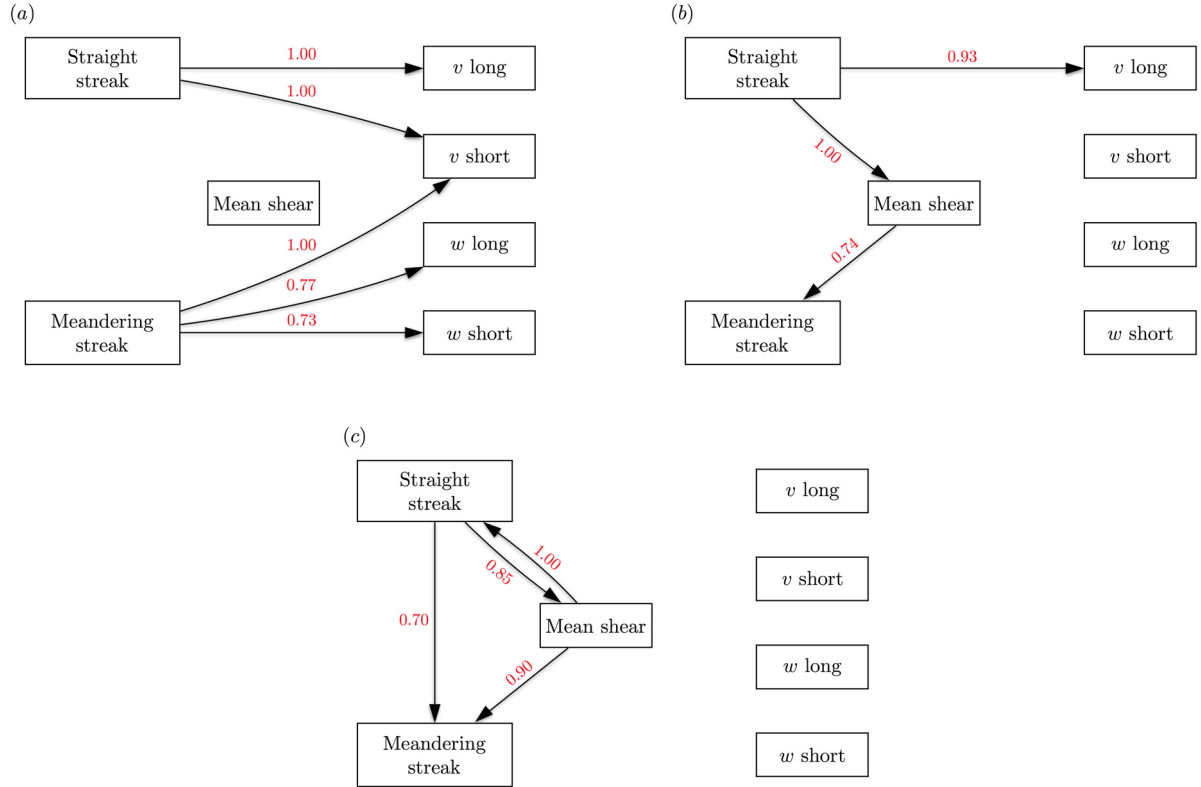 (a)
Straight
streak
1.00
v long
1.00
v short
Mean shear
1.00
w long
0.77
Meandering
streak
0.73
w short
(b)
Straight
streak
0.93
v long
1.00
v short
Mean shear
0.74
w long
Meandering
streak
w short
(c)
Straight
streak
v long
1.00
0.85
v short
0.70
Mean shear
0.90
w long
Meandering
streak
w short